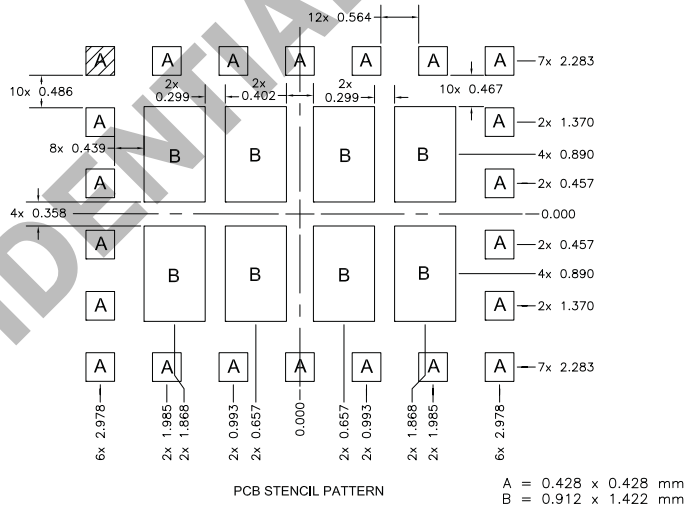 12x 0.564
A A A A A A A 7x 2.283
10x 0.486 2x 0.299 2x 0.402 2x 0.299 10x 0.467
A A 2x 1.370
8x 0.439 B B B B 4x 0.890
A A 2x 0.457
4x 0.358 0.000
A A 2x 0.457
B B B B 4x 0.890
A A 2x 1.370
A A A A A A A 7x 2.283
6x 2.978 2x 1.985 2x 1.868 2x 0.993 2x 0.657 0.000 2x 0.657 2x 0.993 2x 1.868 2x 1.985 6x 2.978
PCB STENCIL PATTERN
A = 0.428 x 0.428 mm
B = 0.912 x 1.422 mm
IDENTIA